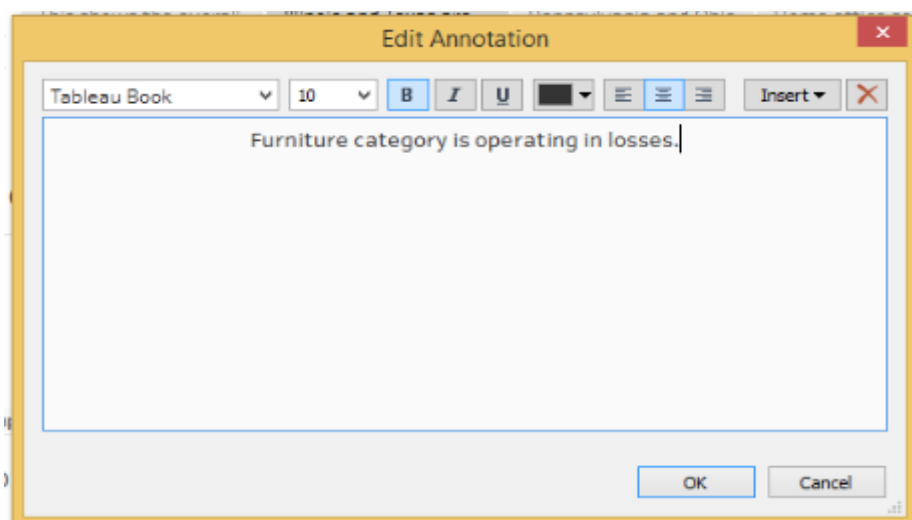 Edit Annotation
Tableau Book 10 B I U Insert
Furniture category is operating in losses.
OK Cancel